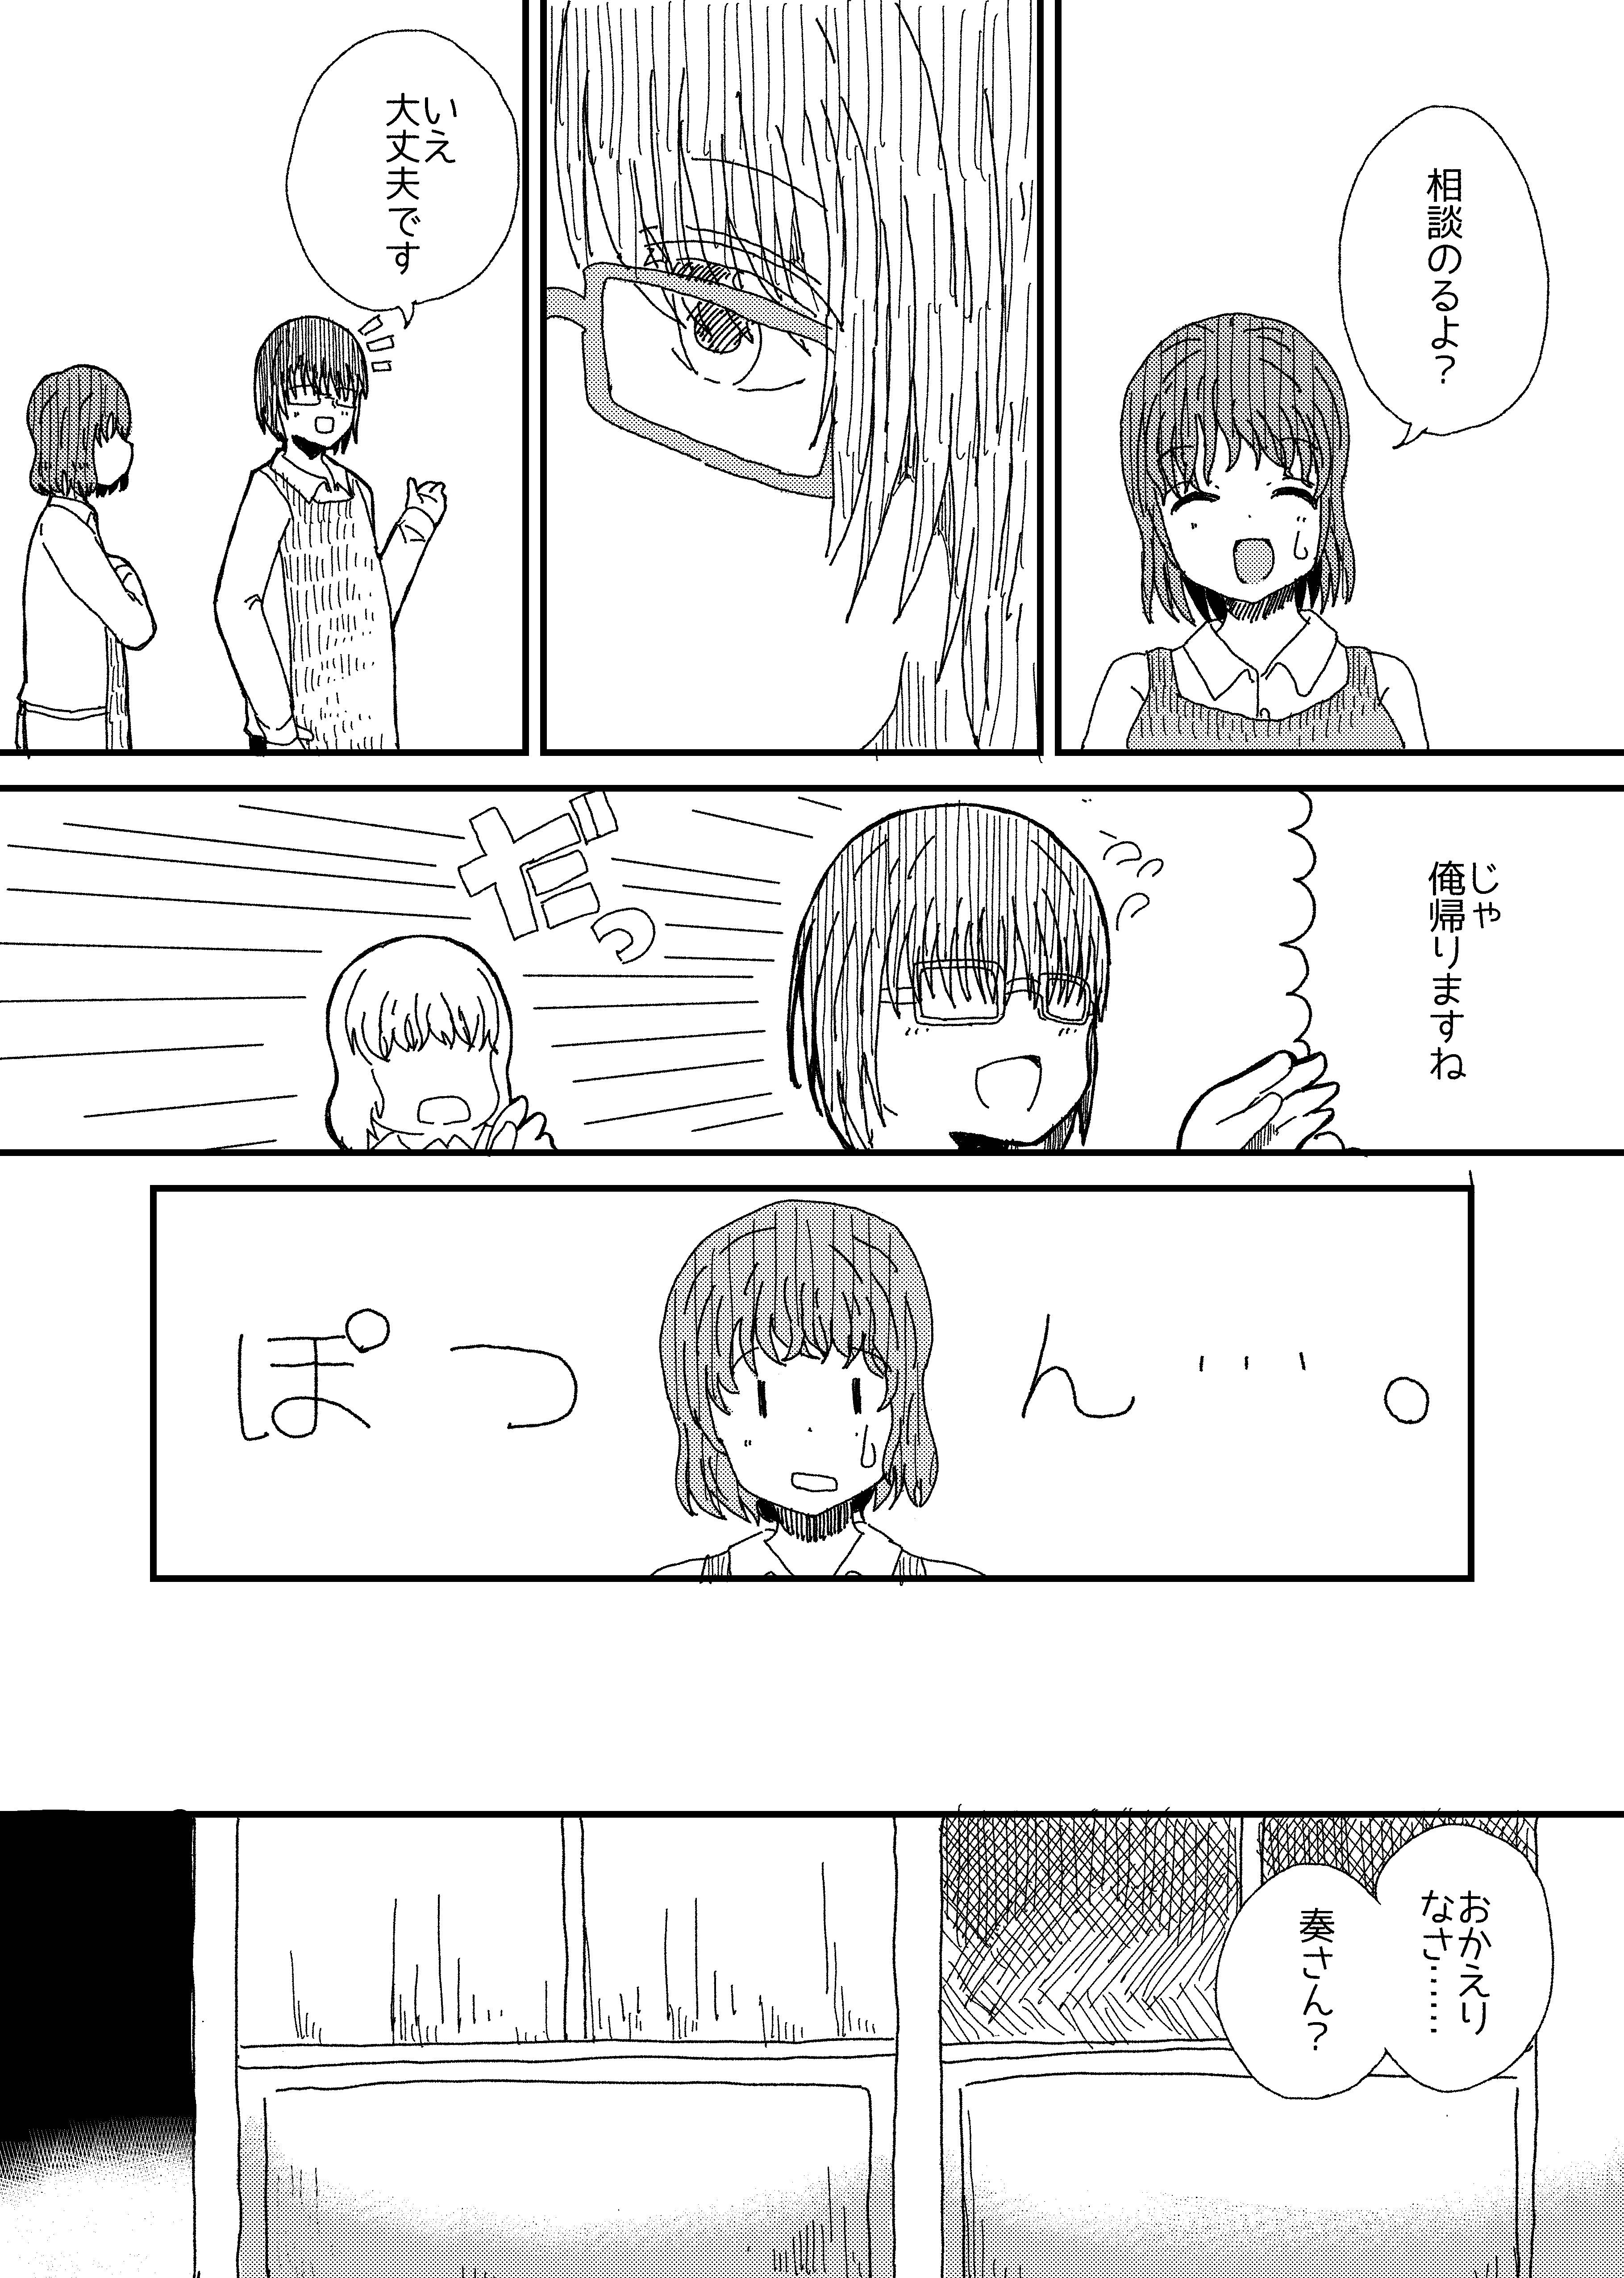 相談のるよ？
いえ
大丈夫です
じゃ
俺帰りますね
だっ
ぽつん…。
おかえり
なさ……
奏さん？